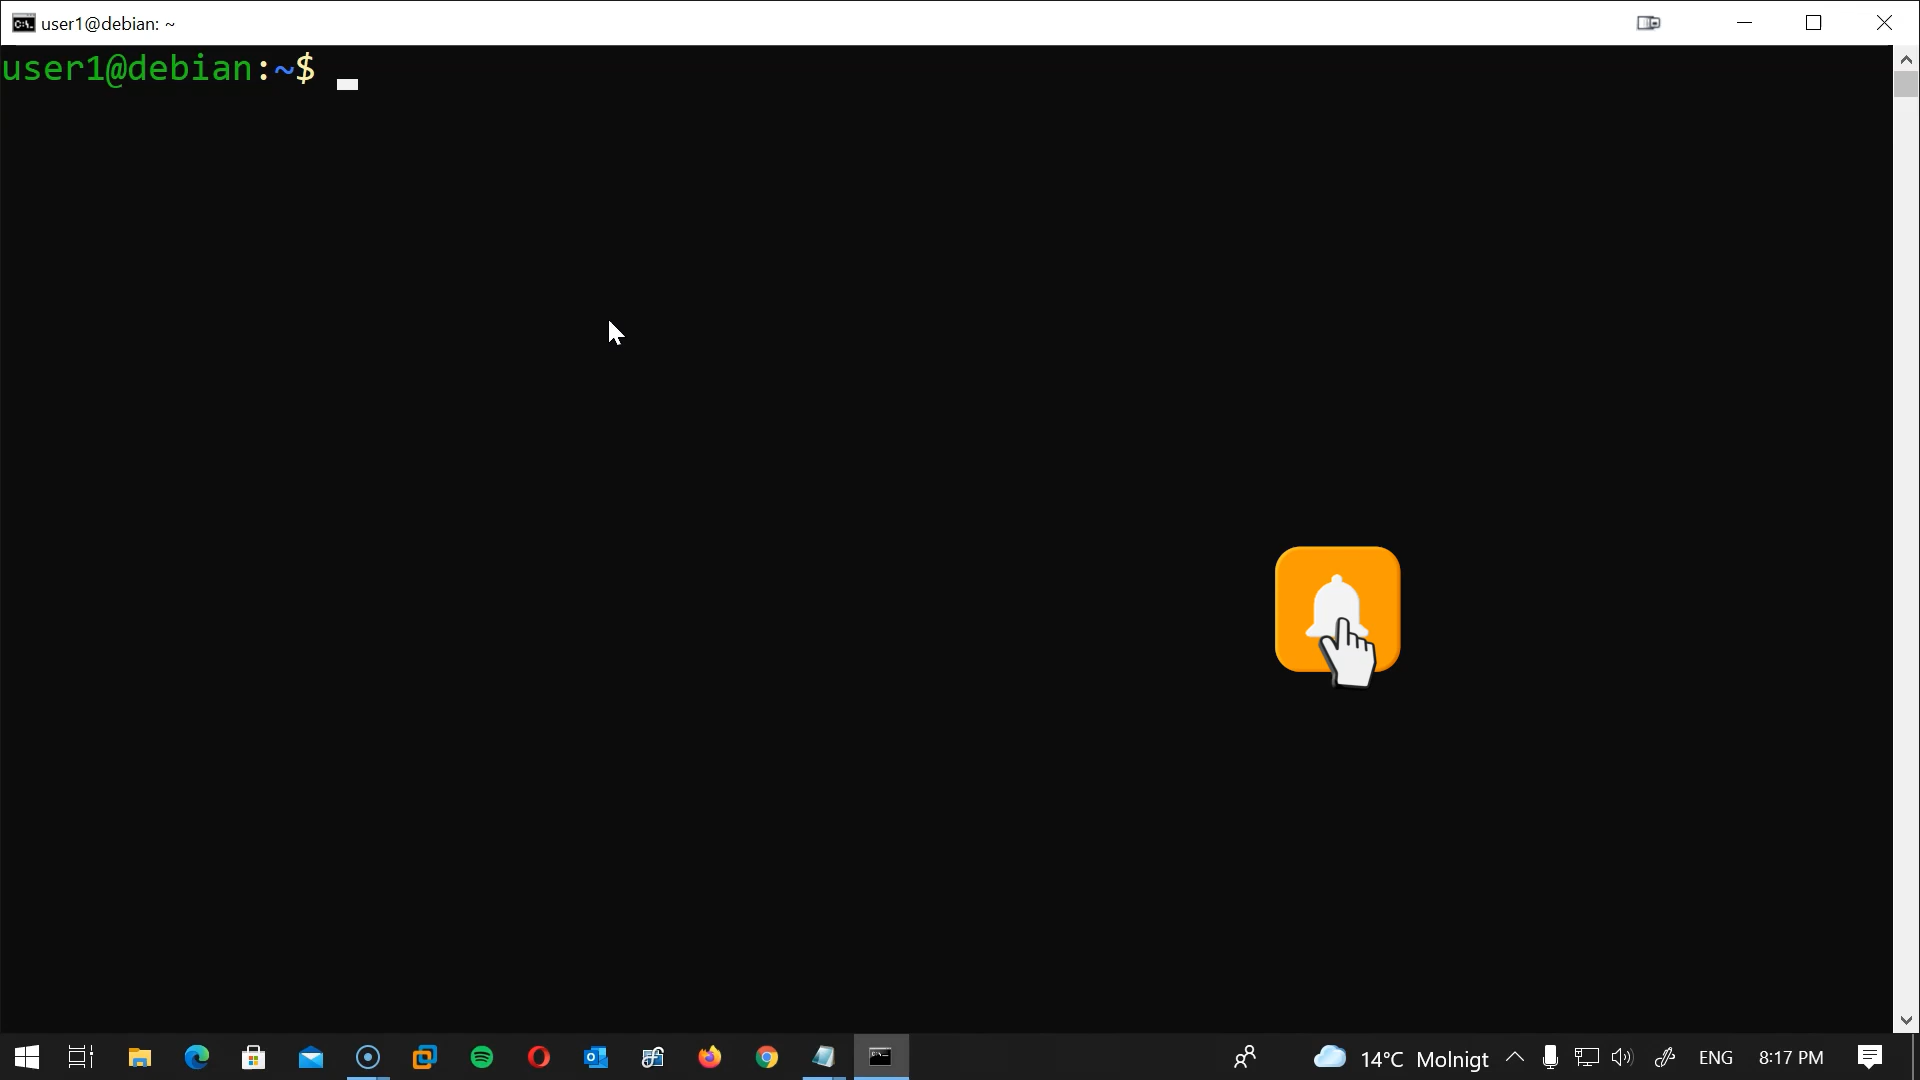 user1@debian: ~
user1@debian:~$
14°C Molnigt
ENG
8:17 PM